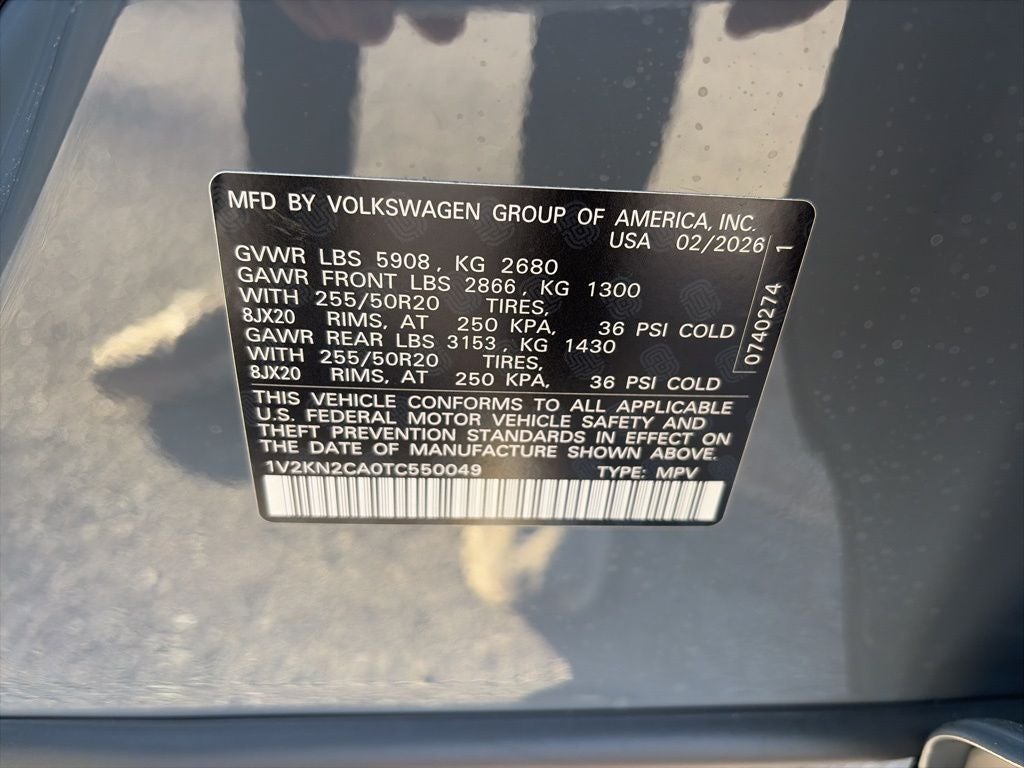 MFD BY VOLKSWAGEN GROUP OF AMERICA, INC.
USA 02/2026
GVWR LBS 5908, KG 2680
GAWR FRONT LBS 2866, KG 1300
WITH 255/50R20 TIRES,
8JX20 RIMS, AT 250 KPA, 36 PSI COLD
GAWR REAR LBS 3153, KG 1430
WITH 255/50R20 TIRES,
8JX20 RIMS, AT 250 KPA, 36 PSI COLD
THIS VEHICLE CONFORMS TO ALL APPLICABLE
U.S. FEDERAL MOTOR VEHICLE SAFETY AND
THEFT PREVENTION STANDARDS IN EFFECT ON
THE DATE OF MANUFACTURE SHOWN ABOVE.
1V2KN2CA0TC550049 TYPE: MPV
0740274 1